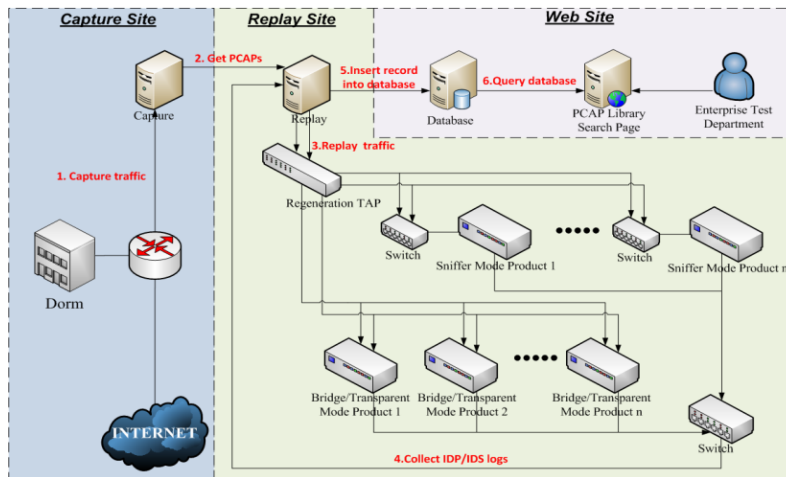 Capture Site
Replay Site
Web Site
2. Get PCAPs
5.Insert record
into database
6.Query database
Capture
Replay
Database
PCAP Library
Search Page
Enterprise Test
Department
3.Replay traffic
1. Capture traffic
Regeneration TAP
Switch
Sniffer Mode Product 1
Switch
Sniffer Mode Product n
Dorm
Bridge/Transparent
Mode Product 1
Bridge/Transparent
Mode Product 2
Bridge/Transparent
Mode Product n
INTERNET
Switch
4.Collect IDP/IDS logs